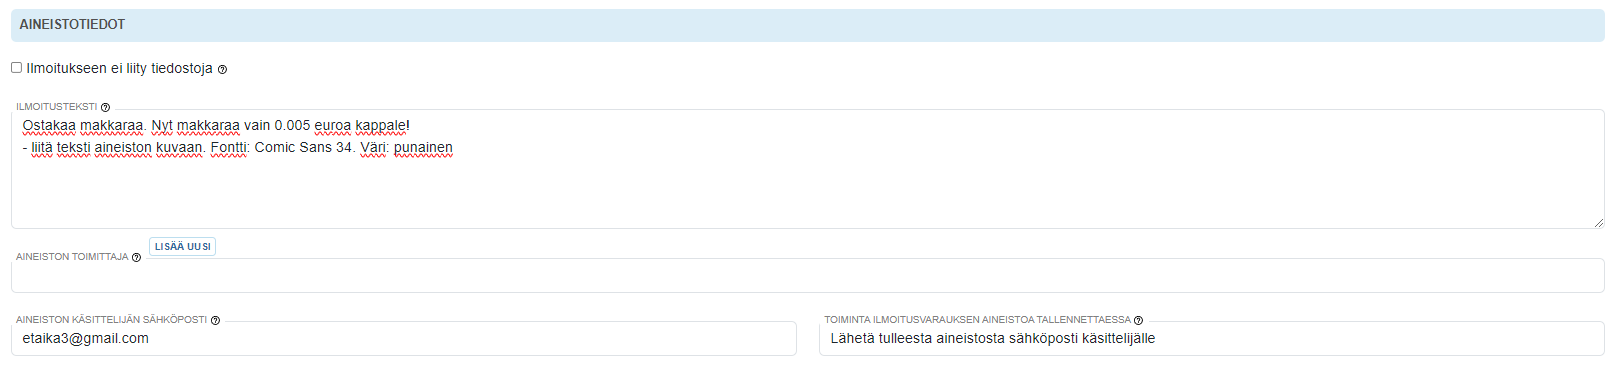 AINEISTOTIEDOT
Ilmoitukseen ei liity tiedostoja
ILMOITUSTEKSTI
Ostakaa makkaraa. Nyt makkaraa vain 0.005 euroa kappale!
- liitä teksti aineiston kuvaan. Fontti: Comic Sans 34. Väri: punainen
AINEISTON TOIMITTAJA LISÄÄ UUSI
AINEISTON KÄSITTELIJÄN SÄHKÖPOSTI
etaika3@gmail.com
TOIMINTA ILMOITUSVARAUKSEN AINEISTOA TALLENNETTAESSA
Lähetä tulleesta aineistosta sähköposti käsittelijälle